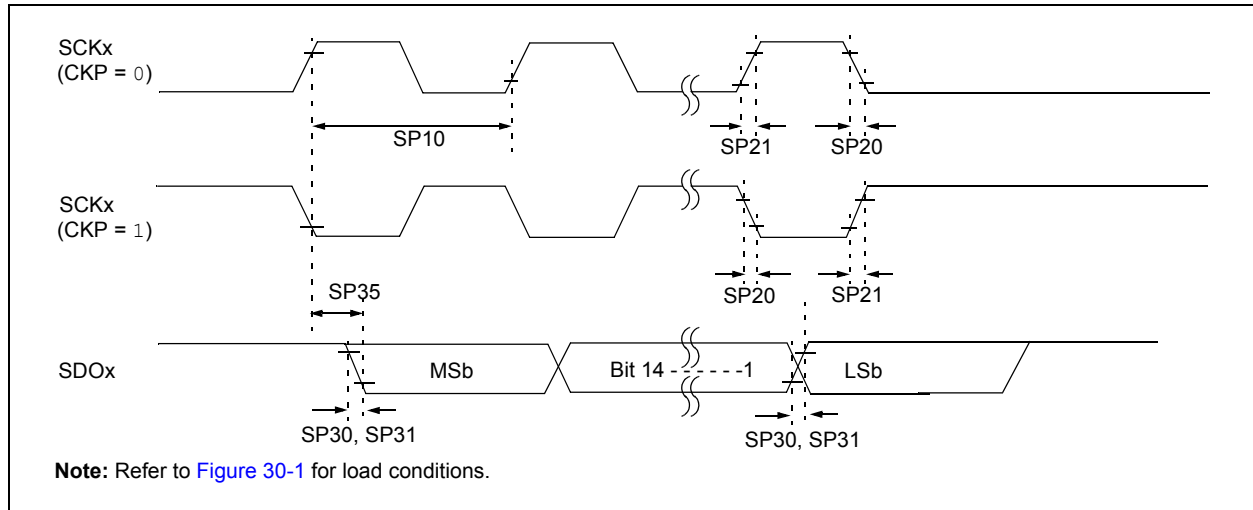 SCKx
(CKP = 0)
SP10
SP21
SP20
SCKx
(CKP = 1)
SP35
SP20
SP21
SDOx
MSb
Bit 14 - - - - - - -1
LSb
SP30, SP31
SP30, SP31
Note: Refer to Figure 30-1 for load conditions.